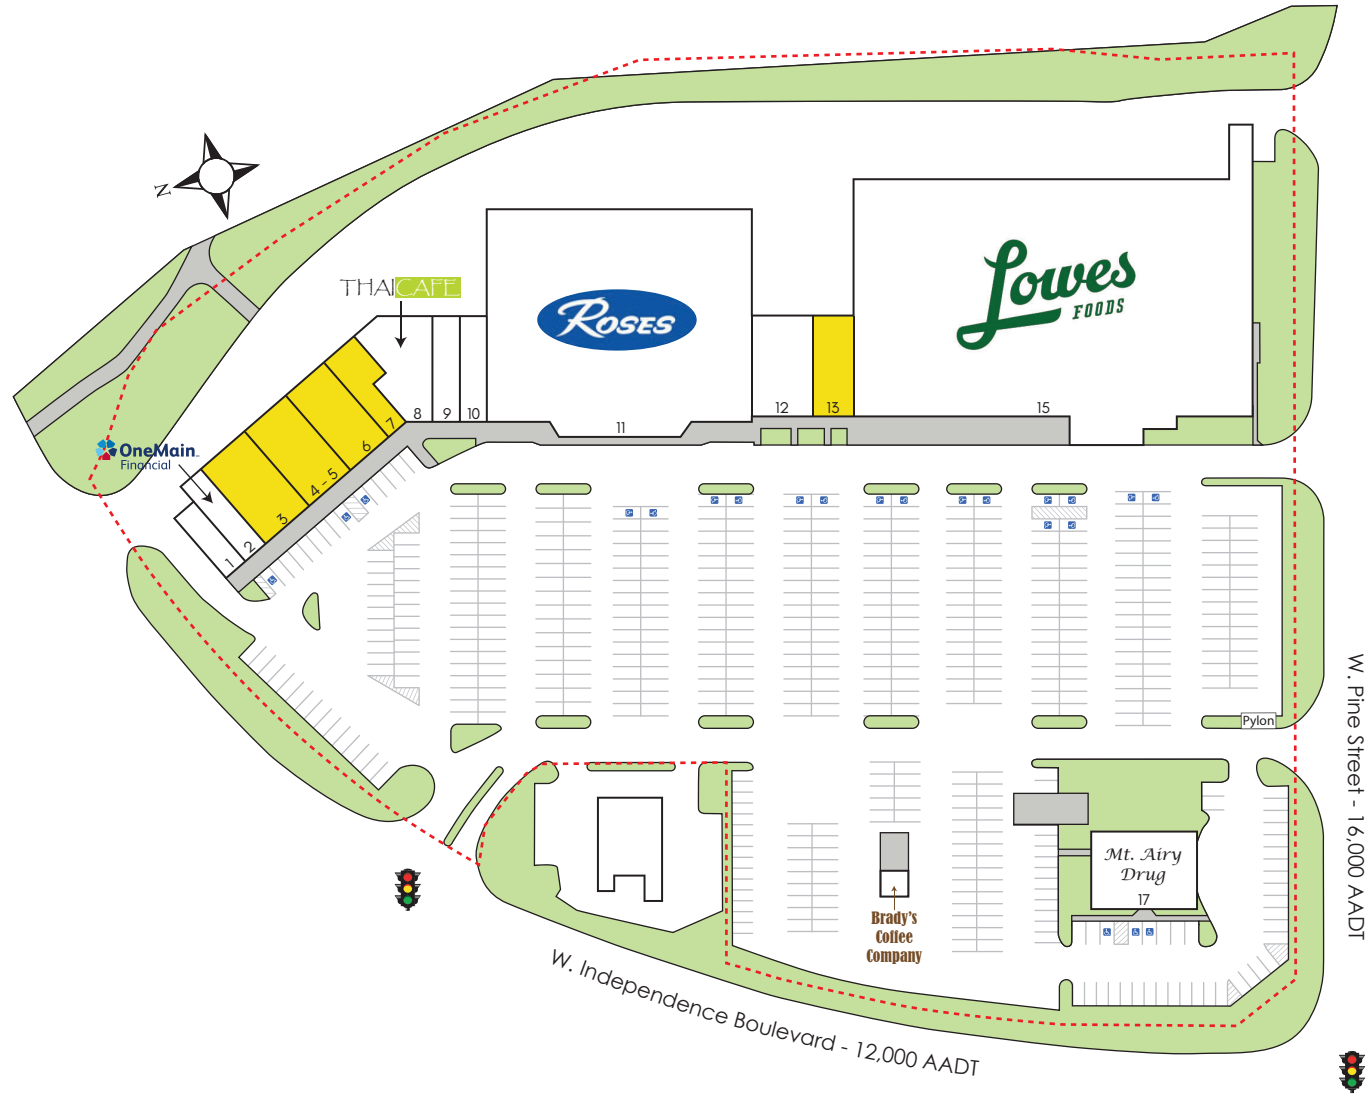 N
THAI CAFE
ROSES
Lowes
FOODS
OneMain
Financial
1
2
3
4 - 5
6
7
8
9
10
11
12
13
15
Pylon
Mt. Airy
Drug
17
Brady's
Coffee
Company
W. Independence Boulevard - 12,000 AADT
W. Pine Street - 16,000 AADT